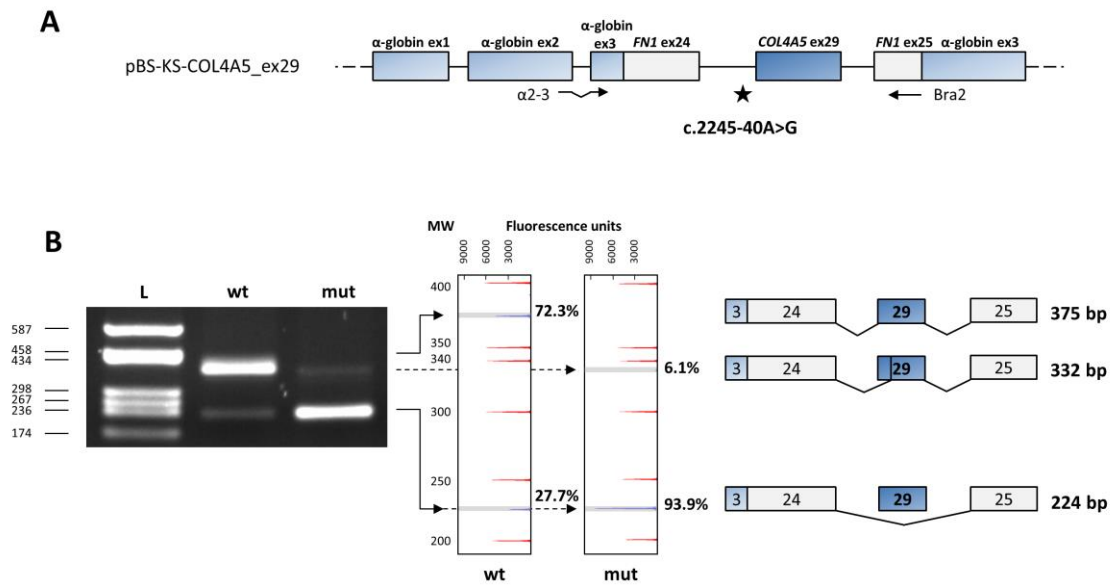 A
α-globin ex1
α-globin ex2
α-globin
ex3
FN1 ex24
COL4A5 ex29
FN1 ex25
α-globin ex3
pBS-KS-COL4A5_ex29
α2-3
Bra2
c.2245-40A>G
B
MW
Fluorescence units
9000
6000
3000
9000
6000
3000
L
wt
mut
587
458
434
298
267
236
174
400
350
340
300
250
200
72.3%
27.7%
6.1%
93.9%
wt
mut
3
24
29
25
375 bp
3
24
29
25
332 bp
3
24
29
25
224 bp